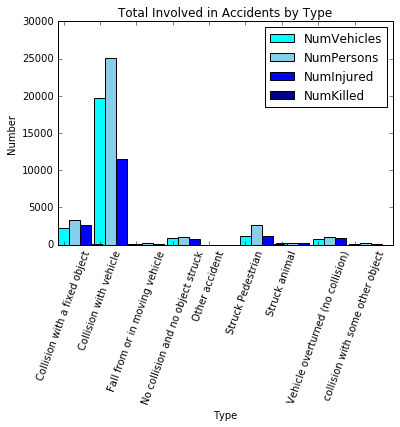 Total Involved in Accidents by Type
30000
25000
20000
15000
10000
5000
0
Number
NumVehicles
NumPersons
NumInjured
NumKilled
Collision with a fixed object
Collision with vehicle
Fall from or in moving vehicle
No collision and no object struck
Other accident
Struck Pedestrian
Struck animal
Vehicle overturned (no collision)
collision with some other object
Type